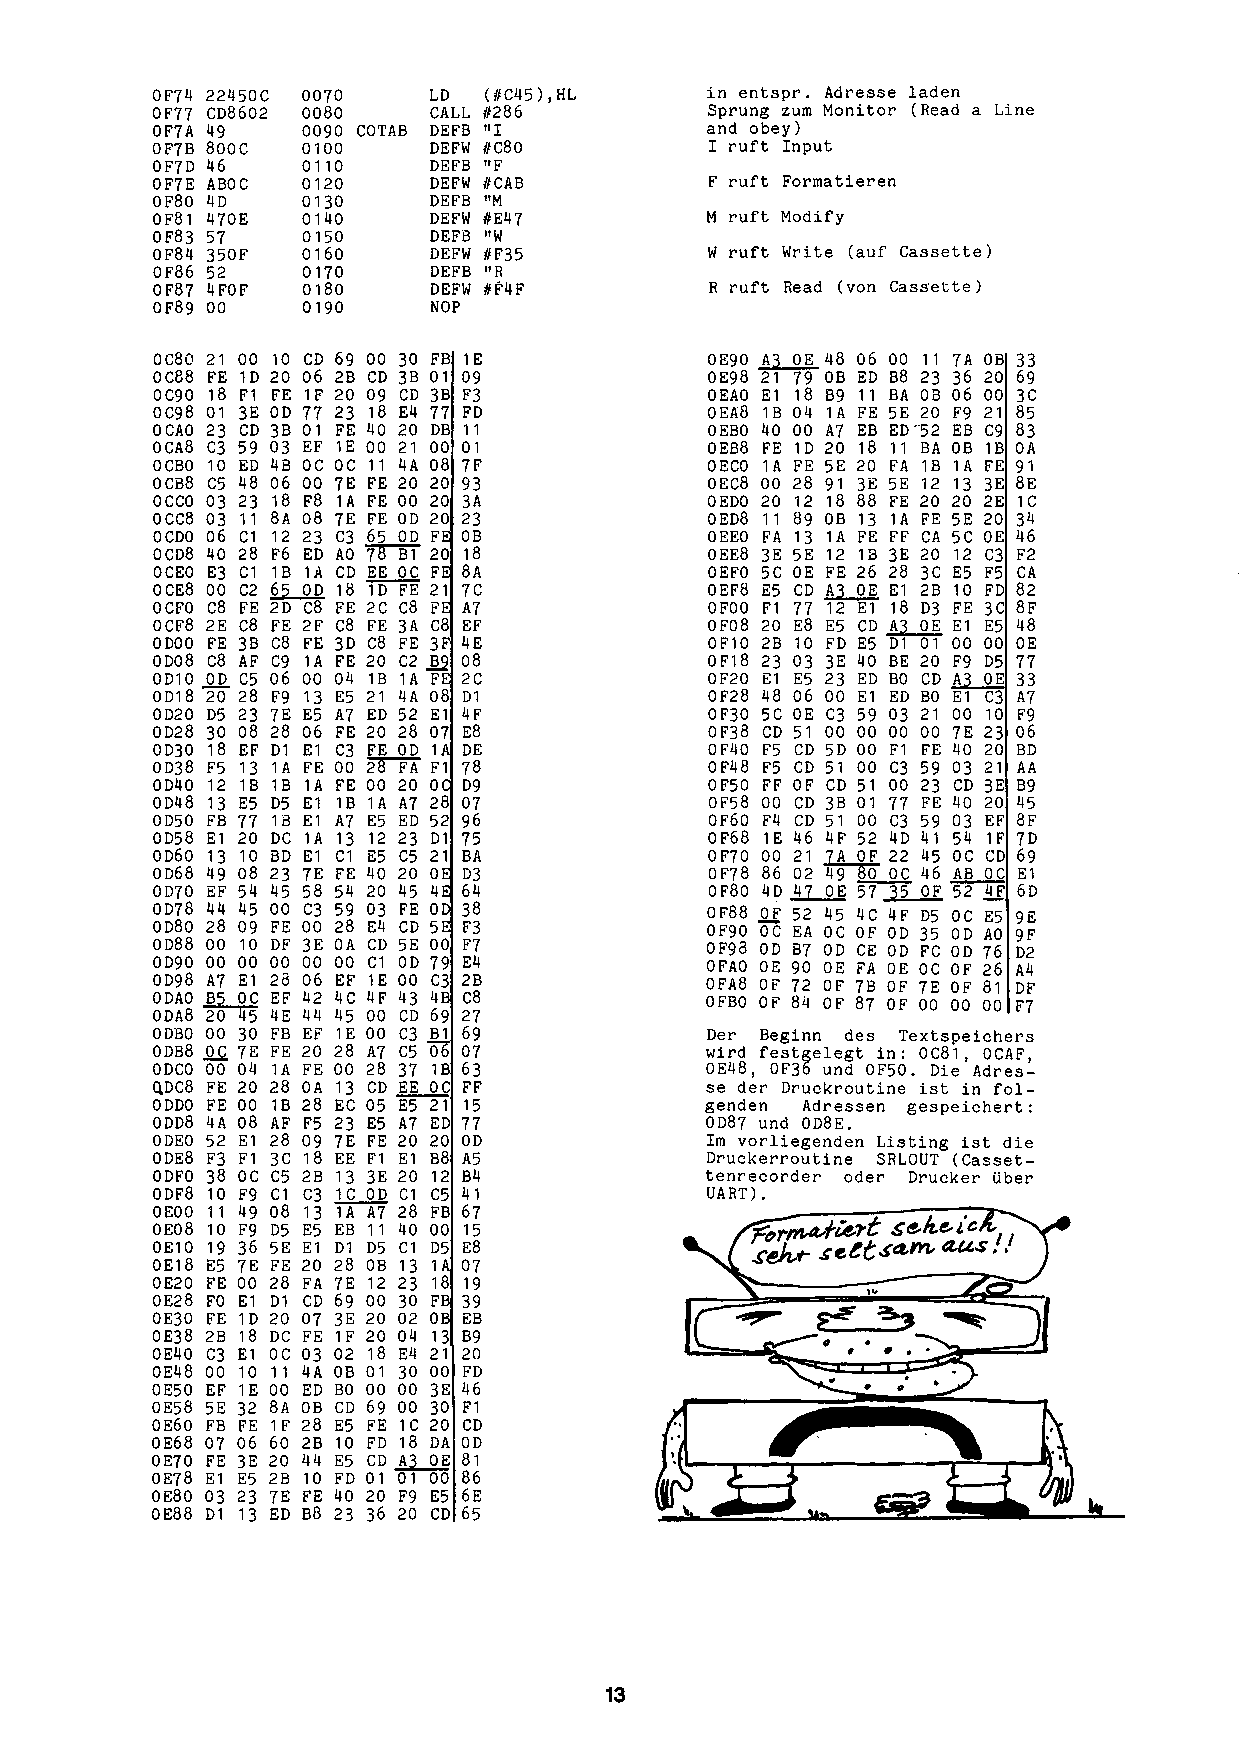 0F74 22450C 0070 LD (#C45),HL in entspr. Adresse laden
0F77 CD8602 0080 CALL #286 Sprung zum Monitor (Read a Line
0F7A 49 0090 COTAB DEFB "I and obey)
0F7B 800C 0100 DEFW #C80 I ruft Input
0F7D 46 0110 DEFB "F
0F7E AB0C 0120 DEFW #CAB F ruft Formatieren
0F80 4D 0130 DEFB "M
0F81 470E 0140 DEFW #E47 M ruft Modify
0F83 57 0150 DEFB "W
0F84 350F 0160 DEFW #F35 W ruft Write (auf Cassette)
0F86 52 0170 DEFB "R
0F87 4F0F 0180 DEFW #F4F R ruft Read (von Cassette)
0F89 00 0190 NOP
0C80 21 00 10 CD 69 00 30 FB 1E
0C88 FE 1D 20 06 2B CD 3B 01 09
0C90 18 F1 FE 1F 20 09 CD 3B F3
0C98 01 3E 0D 77 23 18 E4 77 FD
0CA0 23 CD 3B 01 FE 40 20 DB 11
0CA8 C3 59 03 EF 1E 00 21 00 01
0CB0 10 ED 4B 0C 0C 11 4A 08 7F
0CB8 C5 48 06 00 7E FE 20 20 93
0CC0 03 23 18 F8 1A FE 00 20 3A
0CC8 03 11 8A 08 7E FE 0D 20 23
0CD0 06 C1 12 23 C3 65 0D FE 0B
0CD8 40 28 F6 ED A0 78 B1 20 18
0CE0 E3 C1 1B 1A CD EE 0C FE 8A
0CE8 00 C2 65 0D 18 1D FE 21 7C
0CF0 C8 FE 2D C8 FE 2C C8 FE A7
0CF8 2E C8 FE 2F C8 FE 3A C8 EF
0D00 FE 3B C8 FE 3D C8 FE 3F 4E
0D08 C8 AF C9 1A FE 20 C2 B9 08
0D10 0D C5 06 00 04 1B 1A FE 2C
0D18 20 28 F9 13 E5 21 4A 08 D1
0D20 D5 23 7E E5 A7 ED 52 E1 4F
0D28 30 08 28 06 FE 20 28 07 E8
0D30 18 EF D1 E1 C3 FE 0D 1A DE
0D38 F5 13 1A FE 00 28 FA F1 78
0D40 12 1B 1B 1A FE 00 20 0C D9
0D48 13 E5 D5 E1 1B 1A A7 28 07
0D50 FB 77 1B E1 A7 E5 ED 52 96
0D58 E1 20 DC 1A 13 12 23 D1 75
0D60 13 10 BD E1 C1 E5 C5 21 BA
0D68 49 08 23 7E FE 40 20 0E D3
0D70 EF 54 45 58 54 20 45 4E 64
0D78 44 45 00 C3 59 03 FE 0D 38
0D80 28 09 FE 00 28 E4 CD 5E F3
0D88 00 10 DF 3E 0A CD 5E 00 F7
0D90 00 00 00 00 00 C1 0D 79 E4
0D98 A7 E1 28 06 EF 1E 00 C3 2B
0DA0 B5 0C EF 42 4C 4F 43 4B C8
0DA8 20 45 4E 44 45 00 CD 69 27
0DB0 00 30 FB EF 1E 00 C3 B1 69
0DB8 0C 7E FE 20 28 A7 C5 06 07
0DC0 00 04 1A FE 00 28 37 1B 63
0DC8 FE 20 28 0A 13 CD EE 0C FF
0DD0 FE 00 1B 28 EC 05 E5 21 15
0DD8 4A 08 AF F5 23 E5 A7 ED 77
0DE0 52 E1 28 09 7E FE 20 20 0D
0DE8 F3 F1 3C 18 EE F1 E1 B8 A5
0DF0 38 0C C5 2B 13 3E 20 12 B4
0DF8 10 F9 C1 C3 1C 0D C1 C5 41
0E00 11 49 08 13 1A A7 28 FB 67
0E08 10 F9 D5 E5 EB 11 40 00 15
0E10 19 36 5E E1 D1 D5 C1 D5 E8
0E18 E5 7E FE 20 28 0B 13 1A 07
0E20 FE 00 28 FA 7E 12 23 18 19
0E28 F0 E1 D1 CD 69 00 30 FB 39
0E30 FE 1D 20 07 3E 20 02 0B EB
0E38 2B 18 DC FE 1F 20 04 13 B9
0E40 C3 E1 0C 03 02 18 E4 21 20
0E48 00 10 11 4A 0B 01 30 00 FD
0E50 EF 1E 00 ED B0 00 00 3E 46
0E58 5E 32 8A 0B CD 69 00 30 F1
0E60 FB FE 1F 28 E5 FE 1C 20 CD
0E68 07 06 60 2B 10 FD 18 DA 0D
0E70 FE 3E 20 44 E5 CD A3 0E 81
0E78 E1 E5 2B 10 FD 01 01 00 86
0E80 03 23 7E FE 40 20 F9 E5 6E
0E88 D1 13 ED B8 23 36 20 CD 65
0E90 A3 0E 48 06 00 11 7A 0B 33
0E98 21 79 0B ED B8 23 36 20 69
0EA0 E1 18 B9 11 BA 0B 06 00 3C
0EA8 1B 04 1A FE 5E 20 F9 21 85
0EB0 40 00 A7 EB ED 52 EB C9 83
0EB8 FE 1D 20 18 11 BA 0B 1B 0A
0EC0 1A FE 5E 20 FA 1B 1A FE 91
0EC8 00 28 91 3E 5E 12 13 3E 8E
0ED0 20 12 18 88 FE 20 20 2E 1C
0ED8 11 89 0B 13 1A FE 5E 20 34
0EE0 FA 13 1A FE FF CA 5C 0E 46
0EE8 3E 5E 12 1B 3E 20 12 C3 F2
0EF0 5C 0E FE 26 28 3C E5 F5 CA
0EF8 E5 CD A3 0E E1 2B 10 FD 82
0F00 F1 77 12 E1 18 D3 FE 3C 8F
0F08 20 E8 E5 CD A3 0E E1 E5 48
0F10 2B 10 FD E5 D1 01 00 00 0E
0F18 23 03 3E 40 BE 20 F9 D5 77
0F20 E1 E5 23 ED B0 CD A3 0E 33
0F28 48 06 00 E1 ED B0 E1 C3 A7
0F30 5C 0E C3 59 03 21 00 10 F9
0F38 CD 51 00 00 00 00 7E 23 06
0F40 F5 CD 5D 00 F1 FE 40 20 BD
0F48 F5 CD 51 00 C3 59 03 21 AA
0F50 FF 0F CD 51 00 23 CD 3E B9
0F58 00 CD 3B 01 77 FE 40 20 45
0F60 F4 CD 51 00 C3 59 03 EF 8F
0F68 1E 46 4F 52 4D 41 54 1F 7D
0F70 00 21 7A 0F 22 45 0C CD 69
0F78 86 02 49 80 0C 46 AB 0C E1
0F80 4D 47 0E 57 35 0F 52 4F 6D
0F88 0F 52 45 4C 4F D5 0C E5 9E
0F90 0C EA 0C 0F 0D 35 0D A0 9F
0F98 0D B7 0D CE 0D FC 0D 76 D2
0FA0 0E 90 0E FA 0E 0C 0F 26 A4
0FA8 0F 72 0F 7B 0F 7E 0F 81 DF
0FB0 0F 84 0F 87 0F 00 00 00 F7
Der Beginn des Textspeichers
wird festgelegt in: 0C81, 0CAF,
0E48, 0F36 und 0F50. Die Adres-
se der Druckroutine ist in fol-
genden Adressen gespeichert:
0D87 und 0D8E.
Im vorliegenden Listing ist die
Druckerroutine SRLOUT (Casset-
tenrecorder oder Drucker über
UART).
Formatiert sehe ich
sehr seltsam aus!!
13